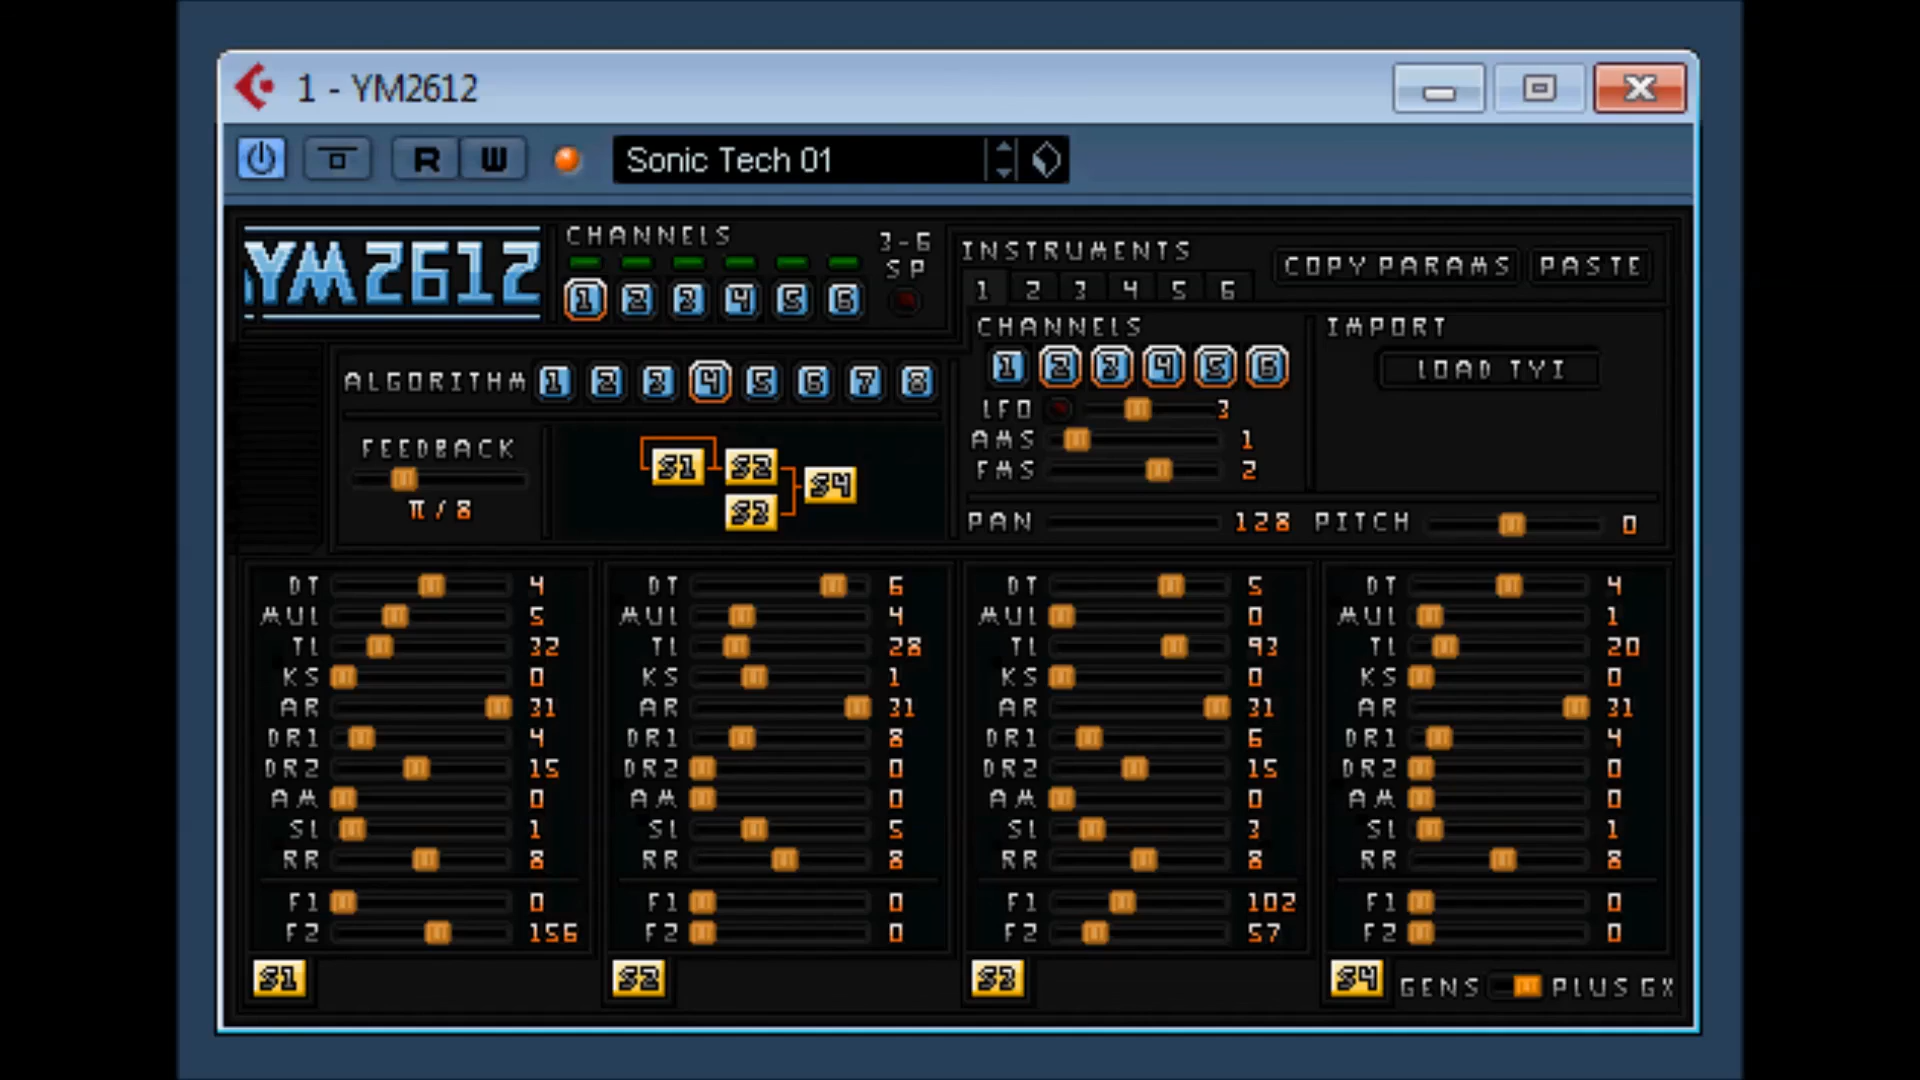 1 - YM2612
R W Sonic Tech 01
YM2612
CHANNELS
1 2 3 4 5 6
3-6
SP
INSTRUMENTS
1 2 3 4 5 6
COPY PARAMS PASTE
CHANNELS
1 2 3 4 5 6
LFO 3
AMS 1
FMS 2
IMPORT
LOAD TYI
ALGORITHM 1 2 3 4 5 6 7 8
FEEDBACK
π/8
S1 S2
S3 S4
PAN 128 PITCH 0
DT 4
MUL 5
TL 32
KS 0
AR 31
DR1 4
DR2 15
AM 0
SL 1
RR 8
F1 0
F2 156
S1
DT 6
MUL 4
TL 28
KS 1
AR 31
DR1 8
DR2 0
AM 0
SL 5
RR 8
F1 0
F2 0
S2
DT 5
MUL 0
TL 93
KS 0
AR 31
DR1 6
DR2 15
AM 0
SL 3
RR 8
F1 102
F2 57
S3
DT 4
MUL 1
TL 20
KS 0
AR 31
DR1 4
DR2 0
AM 0
SL 1
RR 8
F1 0
F2 0
S4 GENS PLUS GX